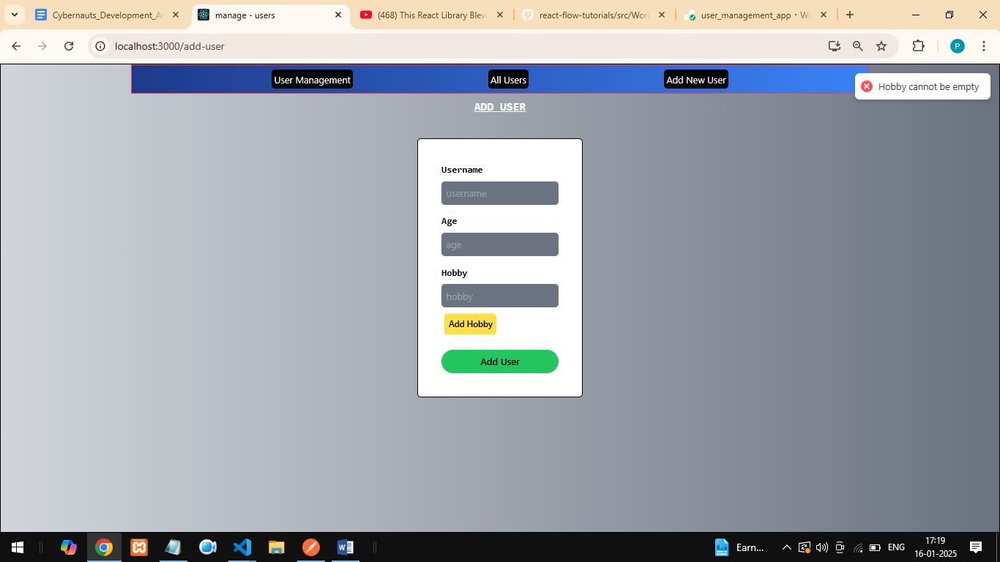 Cybernauts_Development_As
manage - users
(468) This React Library Blew
react-flow-tutorials/src/Work
user_management_app • We
localhost:3000/add-user
P
User Management
All Users
Add New User
Hobby cannot be empty
ADD USER
Username
username
Age
age
Hobby
hobby
Add Hobby
Add User
Earn...
ENG
17:19
16-01-2025